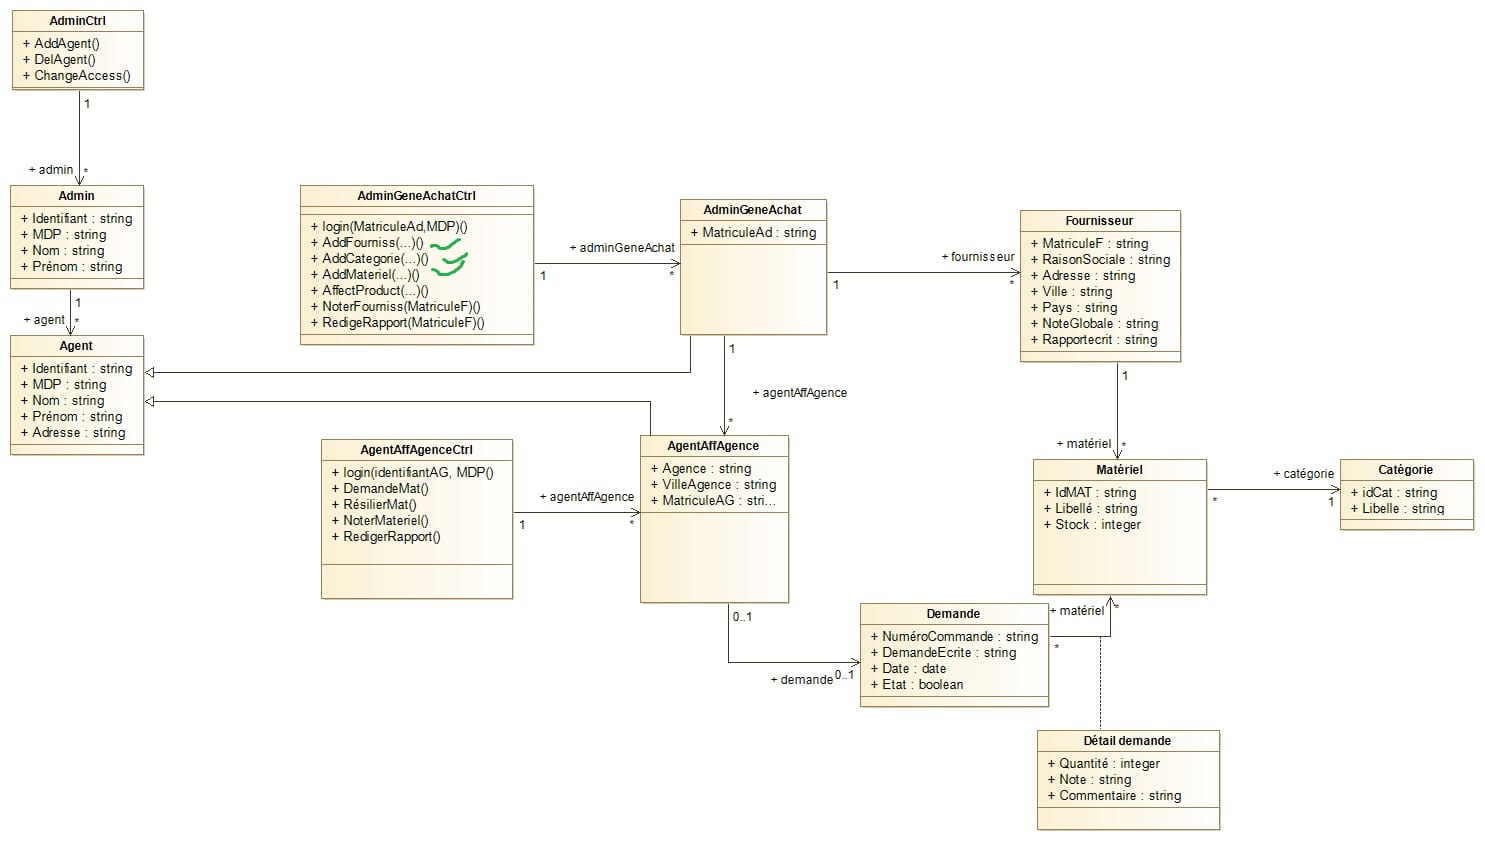 AdminCtrl
+ AddAgent()
+ DelAgent()
+ ChangeAccess()
1
+ admin
*
Admin
+ Identifiant : string
+ MDP : string
+ Nom : string
+ Prénom : string
1
+ agent
*
Agent
+ Identifiant : string
+ MDP : string
+ Nom : string
+ Prénom : string
+ Adresse : string
AdminGeneAchatCtrl
+ login(MatriculeAd,MDP)()
+ AddFourniss(...)()
+ AddCategorie(...)()
+ AddMateriel(...)()
+ AffectProduct(...)()
+ NoterFourniss(MatriculeF)()
+ RedigeRapport(MatriculeF)()
+ adminGeneAchat
1
*
AdminGeneAchat
+ MatriculeAd : string
+ fournisseur
1
*
Fournisseur
+ MatriculeF : string
+ RaisonSociale : string
+ Adresse : string
+ Ville : string
+ Pays : string
+ NoteGlobale : string
+ Rapportecrit : string
1
+ agentAffAgence
*
1
+ matériel
*
AgentAffAgenceCtrl
+ login(identifiantAG, MDP()
+ DemandeMat()
+ RésilierMat()
+ NoterMateriel()
+ RedigerRapport()
+ agentAffAgence
1
*
AgentAffAgence
+ Agence : string
+ VilleAgence : string
+ MatriculeAG : stri...
Matériel
+ IdMAT : string
+ Libellé : string
+ Stock : integer
+ catégorie
*
1
Catégorie
+ idCat : string
+ Libelle : string
0..1
+ demande
0..1
Demande
+ NuméroCommande : string
+ DemandeEcrite : string
+ Date : date
+ Etat : boolean
+ matériel
*
*
Détail demande
+ Quantité : integer
+ Note : string
+ Commentaire : string